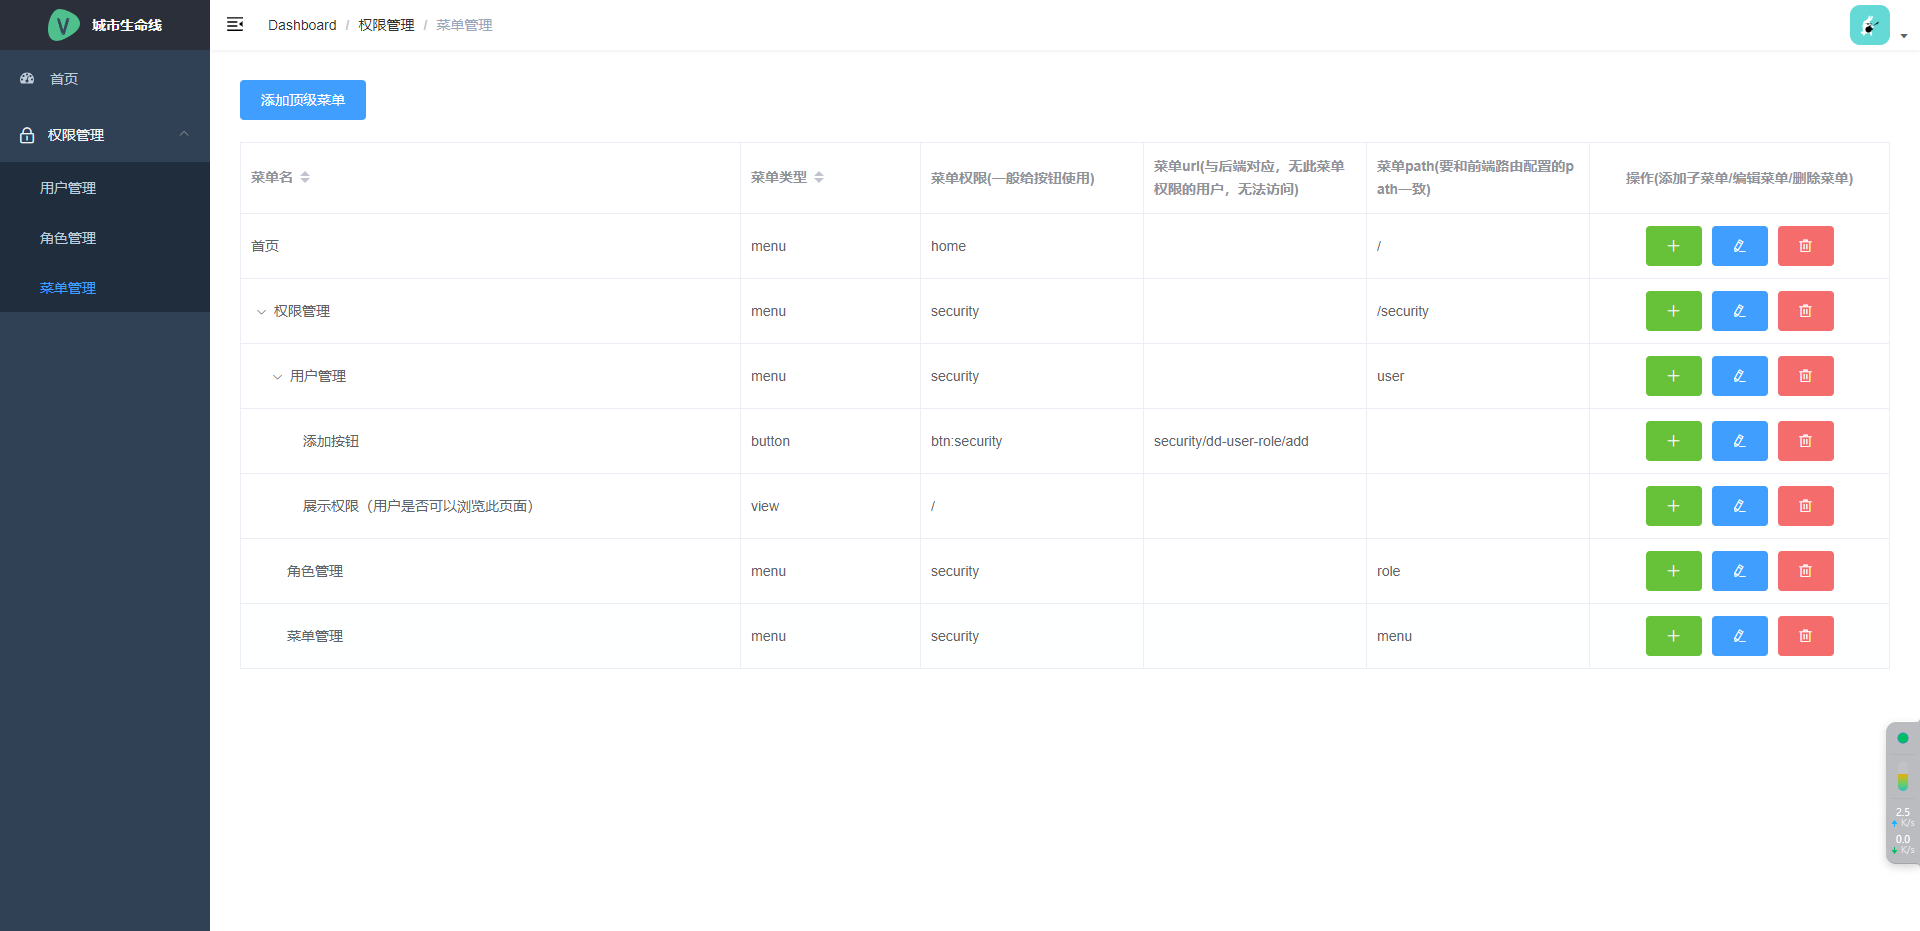 城市生命线
Dashboard / 权限管理 / 菜单管理
首页
权限管理
用户管理
角色管理
菜单管理
添加顶级菜单
菜单名 菜单类型 菜单权限(一般给按钮使用) 菜单url(与后端对应，无此菜单权限的用户，无法访问) 菜单path(要和前端路由配置的path一致) 操作(添加子菜单/编辑菜单/删除菜单)
首页 menu home /
权限管理 menu security /security
用户管理 menu security user
添加按钮 button btn:security security/dd-user-role/add
展示权限（用户是否可以浏览此页面） view /
角色管理 menu security role
菜单管理 menu security menu
2.5
K/s
0.0
K/s